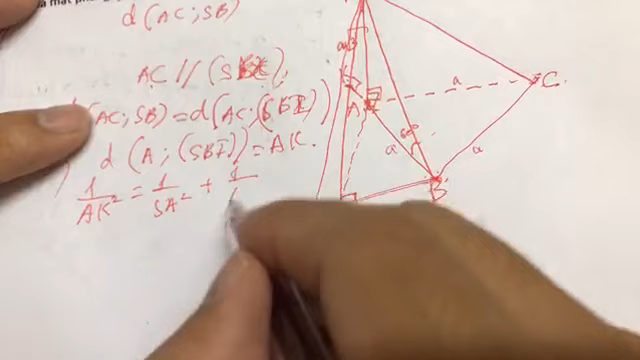 d(AC; SB)
AC // (SBI),
d(AC; SB) = d(AC; (SBI))
d(A; (SBI)) = AK.
1/AK² = 1/SA² + 1/
A
a
C.
a
a
60°
B